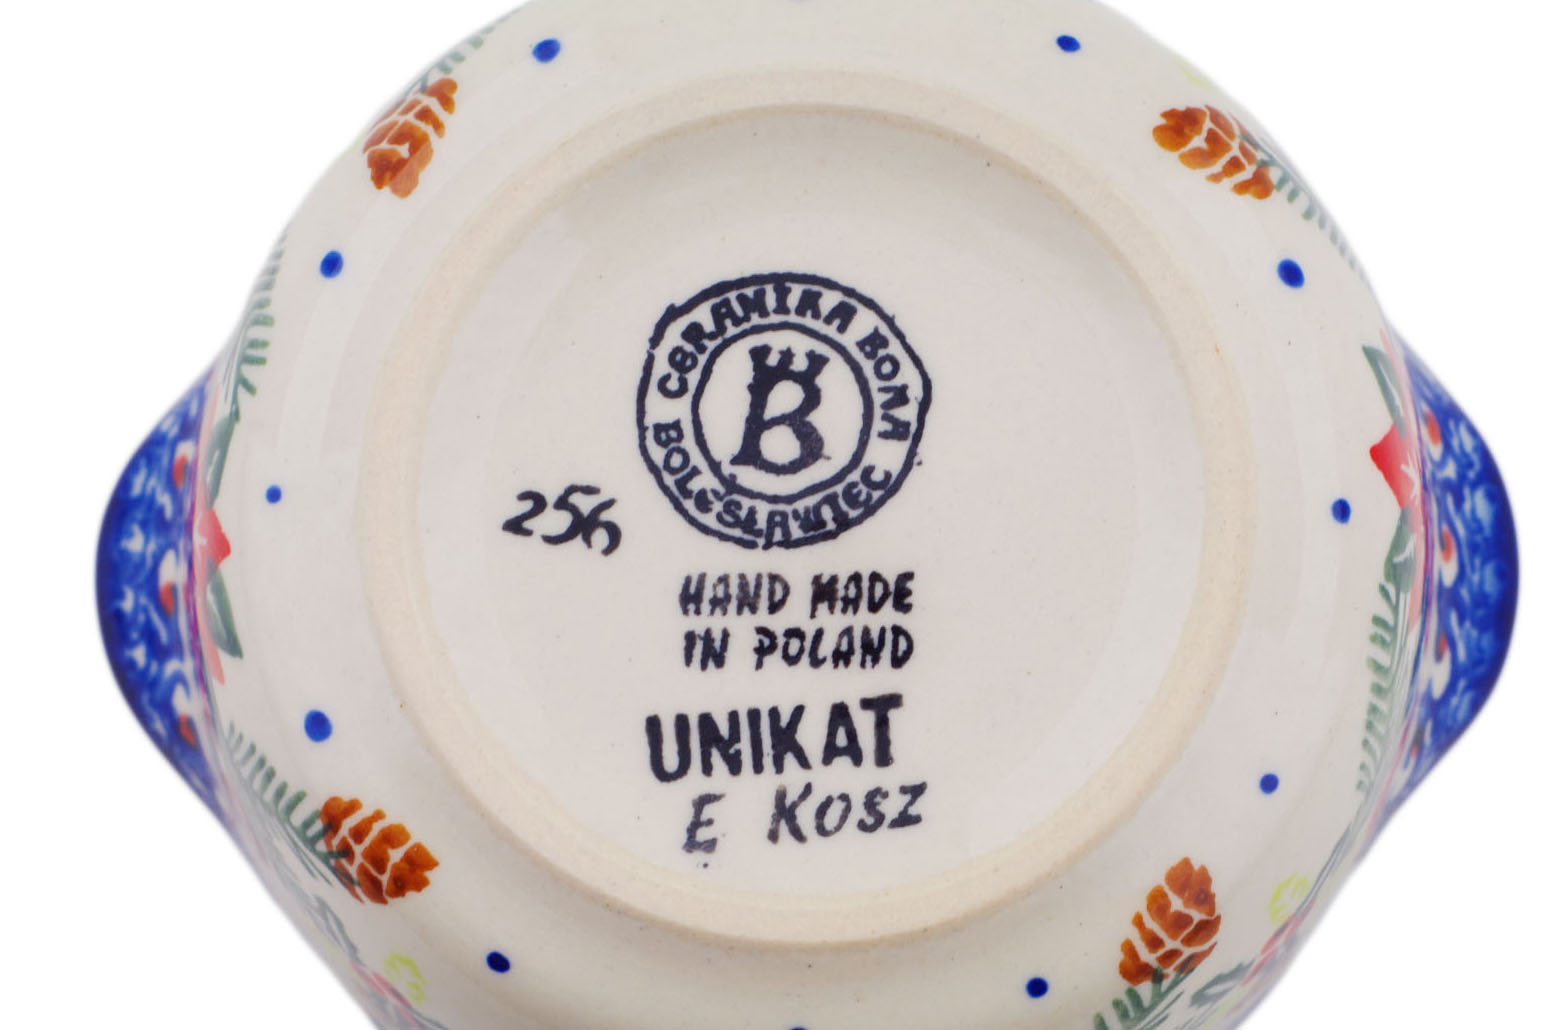 CERAMIKA BONA
B
BOLESŁAWIEC
256
HAND MADE
IN POLAND
UNIKAT
E KOSZ